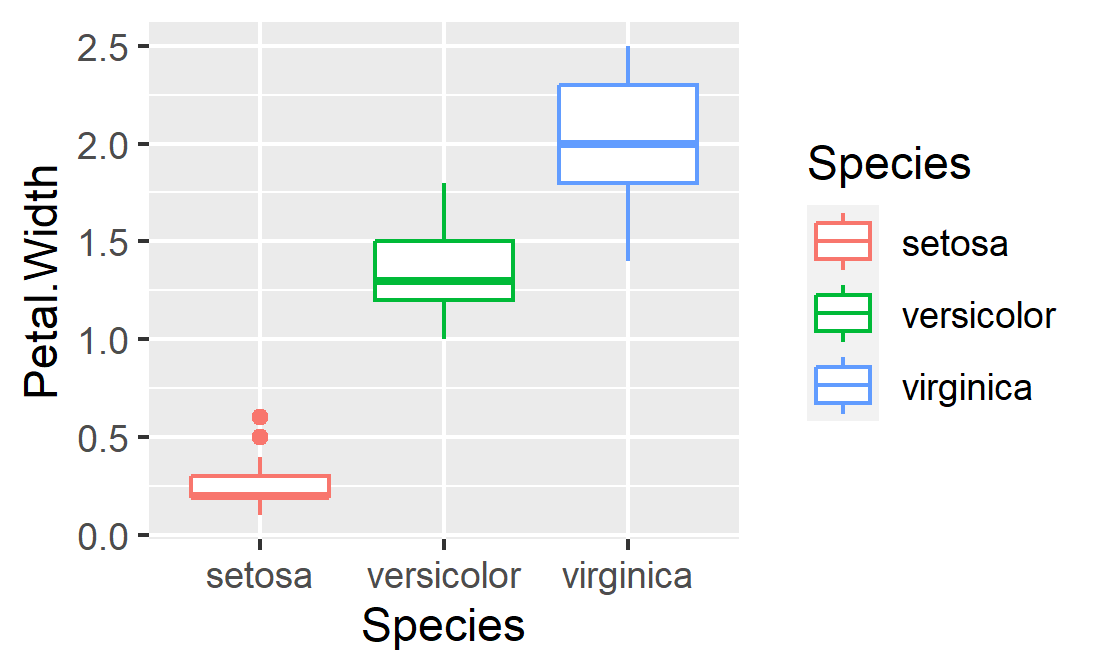 Petal.Width
2.5
2.0
1.5
1.0
0.5
0.0
setosa versicolor virginica
Species
Species
setosa
versicolor
virginica